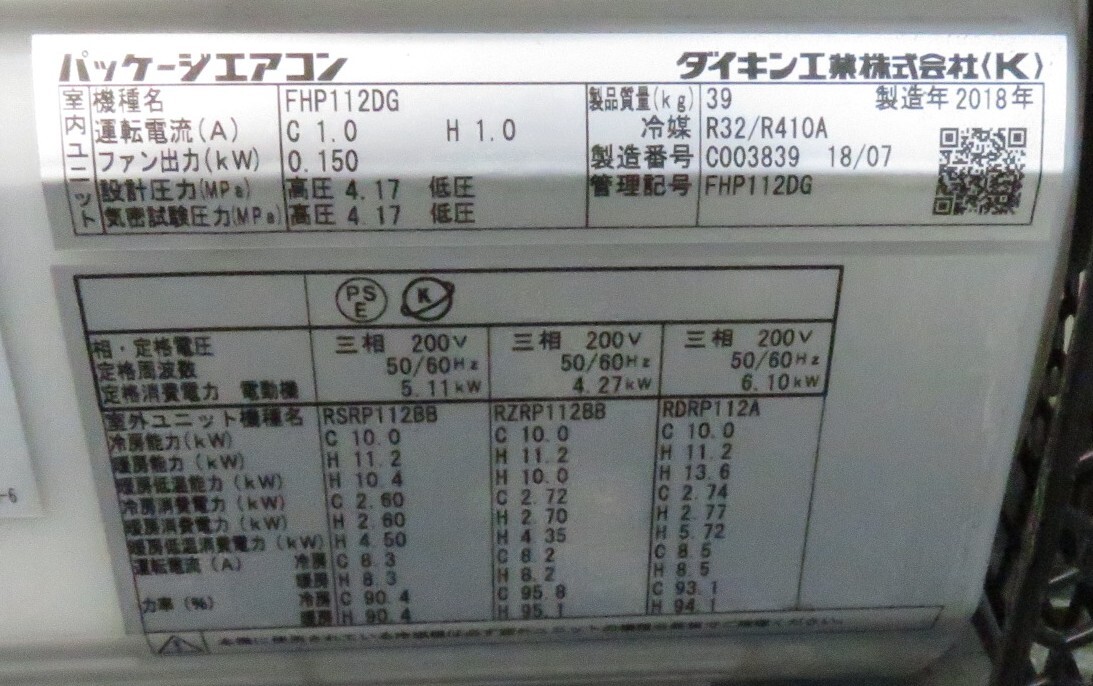 パッケージエアコン ダイキン工業株式会社(K)
室内ユニット
機種名 FHP112DG 製品質量(kg) 39 製造年 2018年
運転電流(A) C 1.0 H 1.0 冷媒 R32/R410A
ファン出力(kW) 0.150 製造番号 C003839 18/07
設計圧力(MPa) 高圧 4.17 低圧 管理記号 FHP112DG
気密試験圧力(MPa) 高圧 4.17 低圧
PSE K
相・定格電圧 三相 200V 三相 200V 三相 200V
定格周波数 50/60Hz 50/60Hz 50/60Hz
定格消費電力 電動機 5.11kW 4.27kW 6.10kW
室外ユニット機種名 RSRP112BB RZRP112BB RDRP112A
冷房能力(kW) C 10.0 C 10.0 C 10.0
暖房能力(kW) H 11.2 H 11.2 H 11.2
暖房低温能力(kW) H 10.4 H 10.0 H 13.6
冷房消費電力(kW) C 2.60 C 2.72 C 2.74
暖房消費電力(kW) H 2.60 H 2.70 H 2.77
暖房低温消費電力(kW) H 4.50 H 4.35 H 5.72
運転電流(A) 冷房 C 8.3 C 8.2 C 8.5
暖房 H 8.3 H 8.2 H 8.5
力率(%) 冷房 C 90.4 C 95.8 C 93.1
暖房 H 90.4 H 95.1 H 94.1
-6